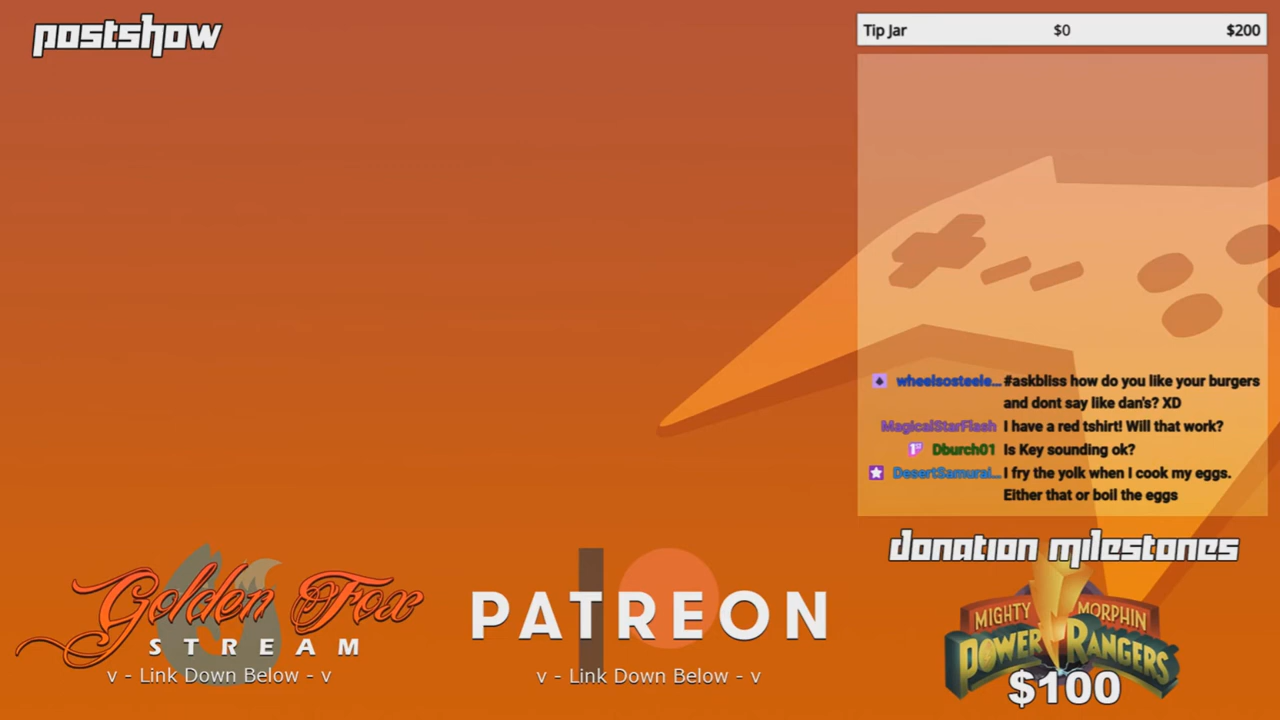 postshow
Tip Jar $0 $200
wheelsosteele... #askbliss how do you like your burgers
and dont say like dan's? XD
MagicalStarFlash I have a red tshirt! Will that work?
Dburch01 Is Key sounding ok?
DesertSamurai... I fry the yolk when I cook my eggs.
Either that or boil the eggs
donation milestones
Golden Fox
STREAM
v - Link Down Below - v
PATREON
v - Link Down Below - v
MIGHTY MORPHIN
POWER RANGERS
$100